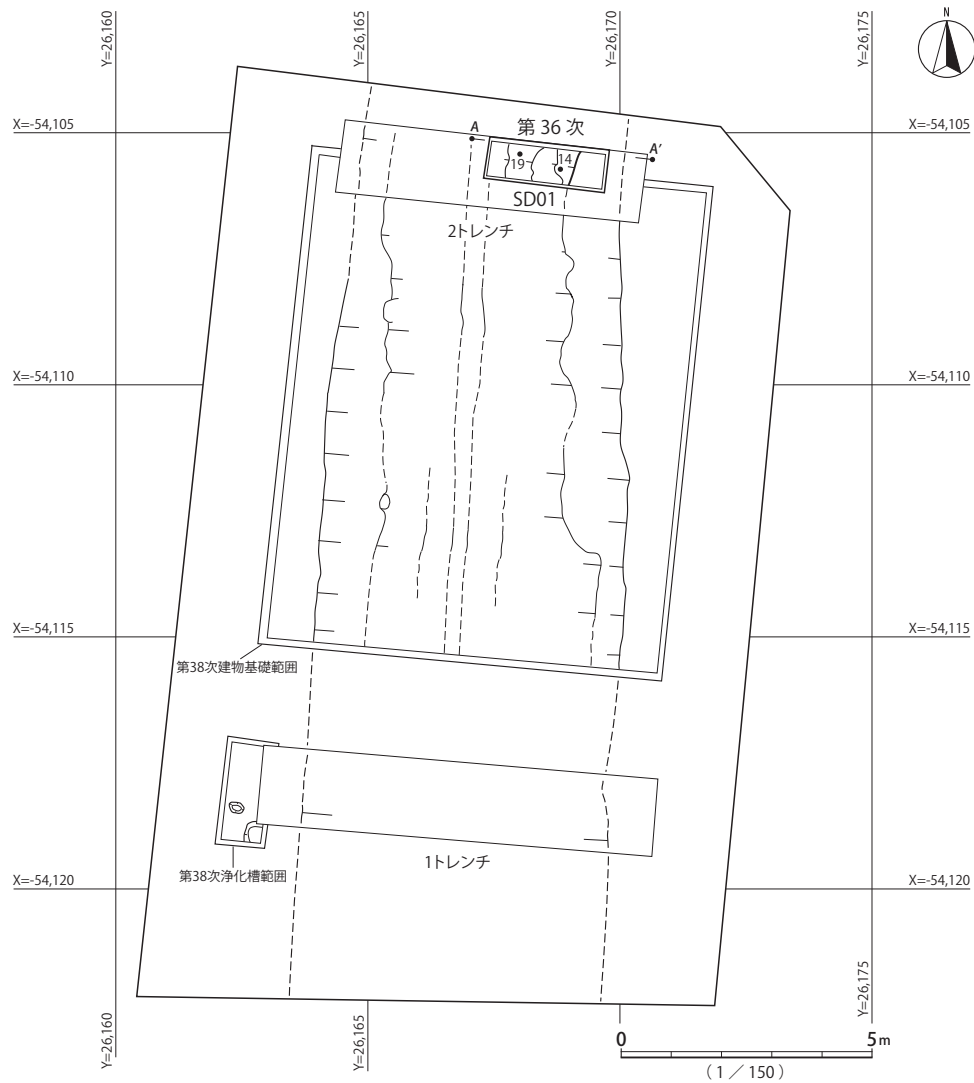 Y=26,160
Y=26,165
Y=26,170
Y=26,175
N
X=-54,105
X=-54,105
A
第 36 次
A'
19
14
SD01
2トレンチ
X=-54,110
X=-54,110
X=-54,115
X=-54,115
第38次建物基礎範囲
1トレンチ
第38次浄化槽範囲
X=-54,120
X=-54,120
Y=26,160
Y=26,165
Y=26,175
0
5m
(1/150)